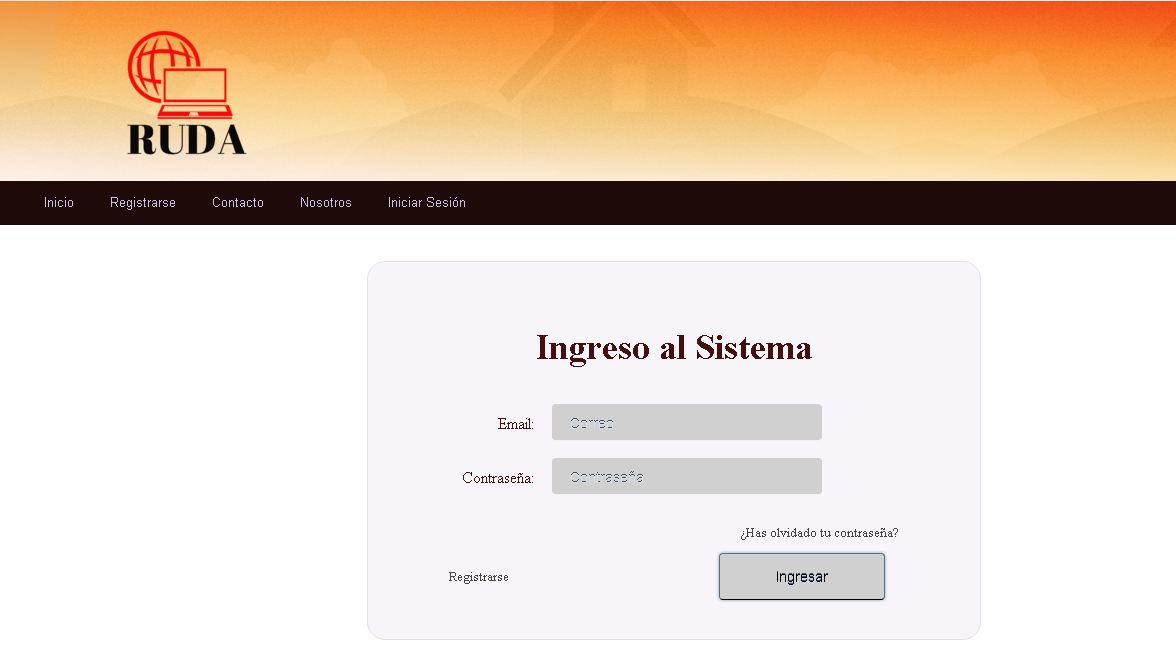 RUDA
Inicio Registrarse Contacto Nosotros Iniciar Sesión
Ingreso al Sistema
Email: Correo
Contraseña: Contraseña
¿Has olvidado tu contraseña?
Registrarse Ingresar